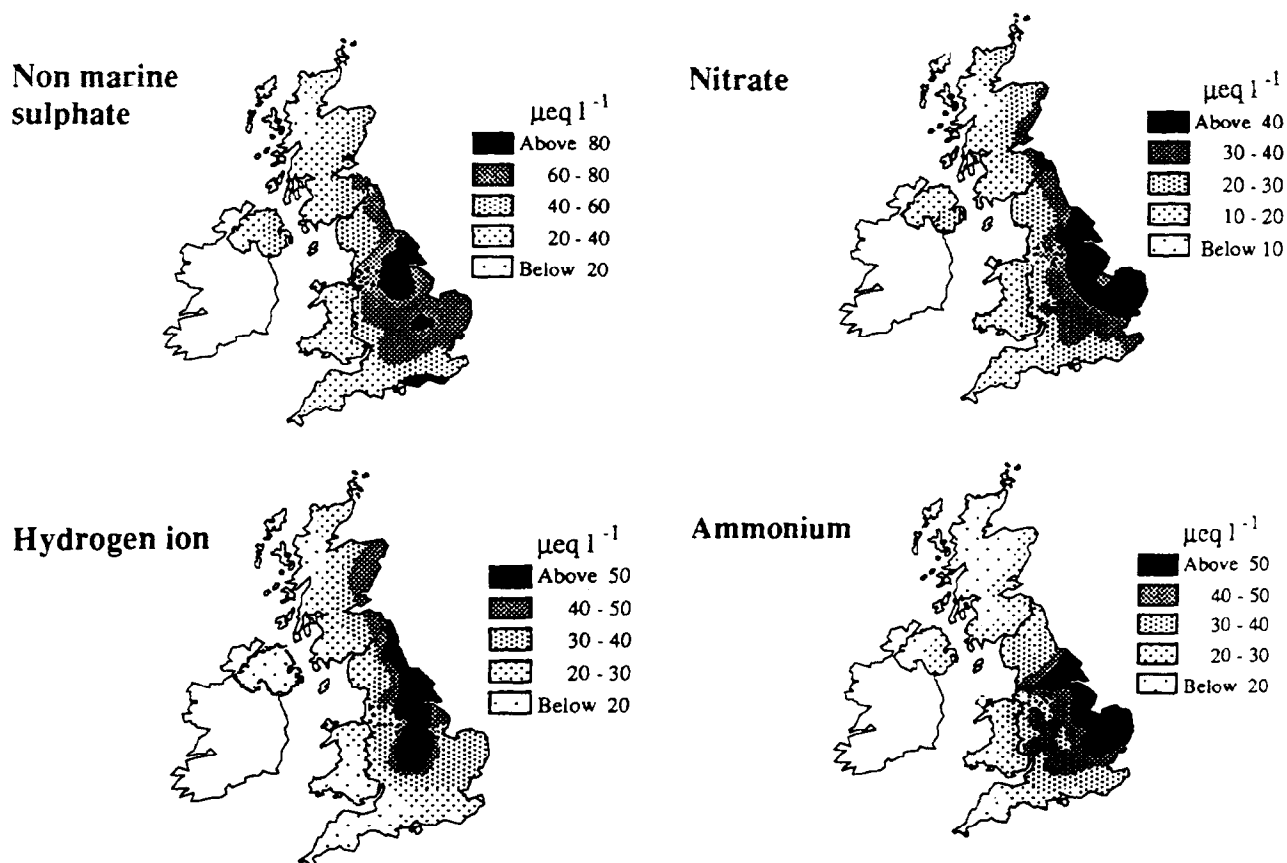 Non marine
sulphate
µeq l⁻¹
Above 80
60 - 80
40 - 60
20 - 40
Below 20
Nitrate
µeq l⁻¹
Above 40
30 - 40
20 - 30
10 - 20
Below 10
Hydrogen ion
µeq l⁻¹
Above 50
40 - 50
30 - 40
20 - 30
Below 20
Ammonium
µeq l⁻¹
Above 50
40 - 50
30 - 40
20 - 30
Below 20